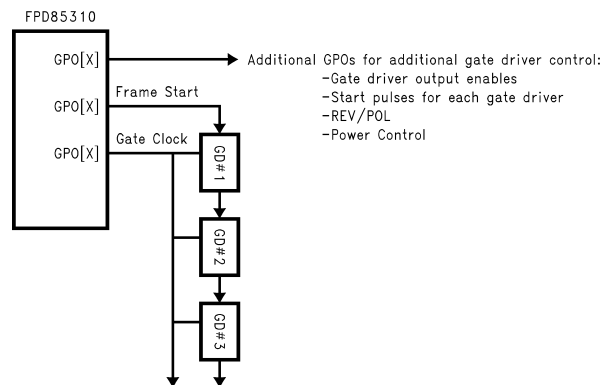 FPD85310
GPO[X]
Additional GPOs for additional gate driver control:
-Gate driver output enables
-Start pulses for each gate driver
-REV/POL
-Power Control
GPO[X]
Frame Start
GPO[X]
Gate Clock
GD#1
GD#2
GD#3